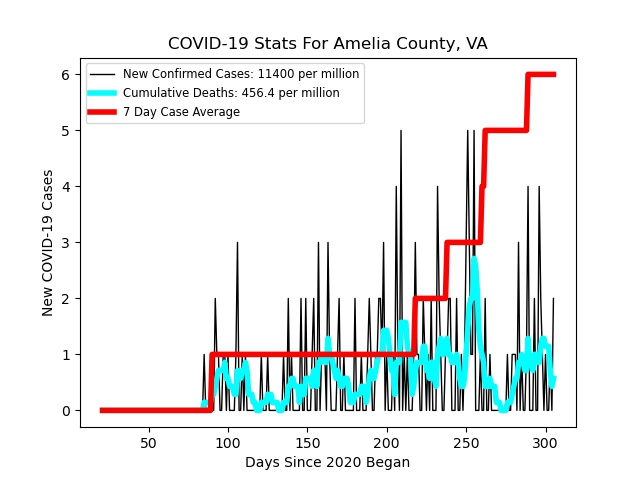 COVID-19 Stats For Amelia County, VA
New Confirmed Cases: 11400 per million
Cumulative Deaths: 456.4 per million
7 Day Case Average
New COVID-19 Cases
6
5
4
3
2
1
0
50 100 150 200 250 300
Days Since 2020 Began